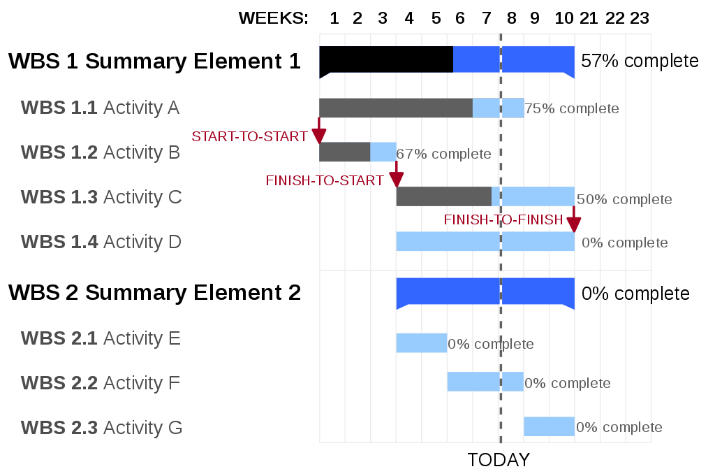 WEEKS: 1 2 3 4 5 6 7 8 9 10 21 22 23
WBS 1 Summary Element 1 57% complete
WBS 1.1 Activity A 75% complete
START-TO-START
WBS 1.2 Activity B 67% complete
FINISH-TO-START
WBS 1.3 Activity C 50% complete
FINISH-TO-FINISH
WBS 1.4 Activity D 0% complete
WBS 2 Summary Element 2 0% complete
WBS 2.1 Activity E 0% complete
WBS 2.2 Activity F 0% complete
WBS 2.3 Activity G 0% complete
TODAY